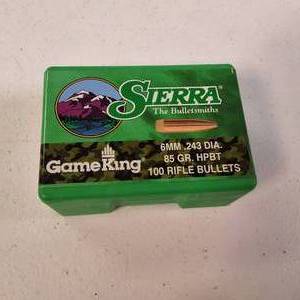 SIERRA
The Bulletsmiths
GameKing
6MM .243 DIA.
85 GR. HPBT
100 RIFLE BULLETS